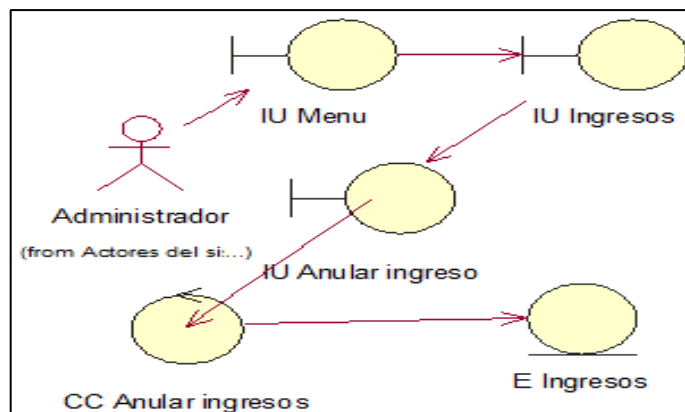 IU Menu
IU Ingresos
Administrador
(from Actores del si:...)
IU Anular ingreso
CC Anular ingresos
E Ingresos